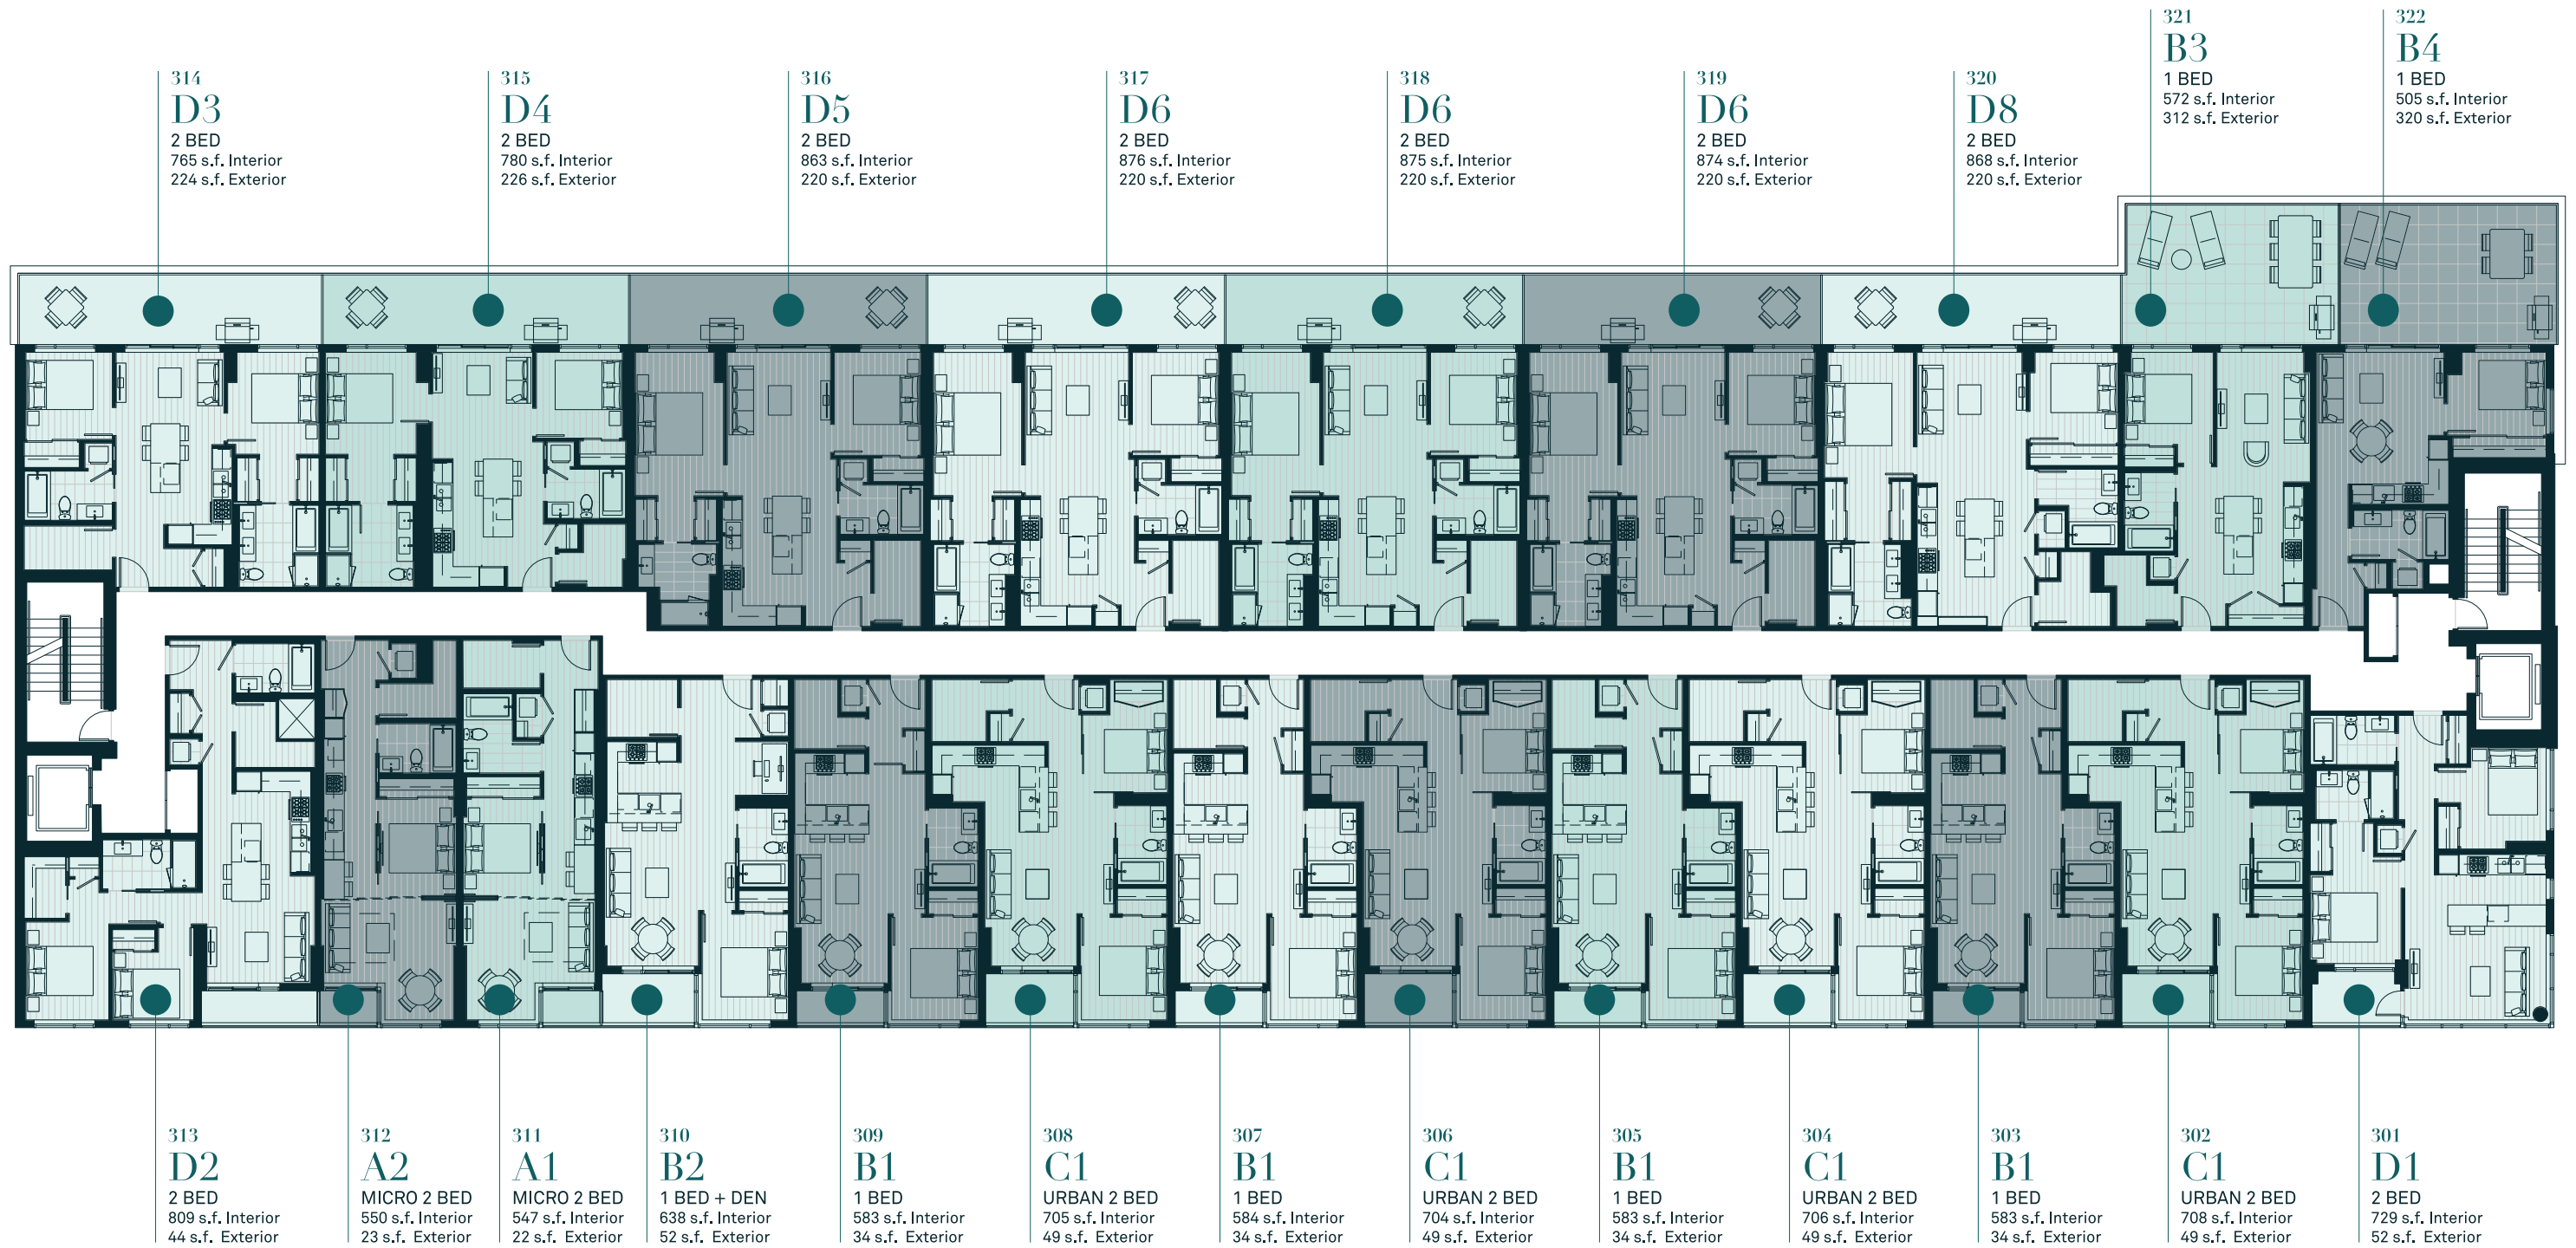 321
B3
1 BED
572 s.f. Interior
312 s.f. Exterior
322
B4
1 BED
505 s.f. Interior
320 s.f. Exterior
314
D3
2 BED
765 s.f. Interior
224 s.f. Exterior
315
D4
2 BED
780 s.f. Interior
226 s.f. Exterior
316
D5
2 BED
863 s.f. Interior
220 s.f. Exterior
317
D6
2 BED
876 s.f. Interior
220 s.f. Exterior
318
D6
2 BED
875 s.f. Interior
220 s.f. Exterior
319
D6
2 BED
874 s.f. Interior
220 s.f. Exterior
320
D8
2 BED
868 s.f. Interior
220 s.f. Exterior
313
D2
2 BED
809 s.f. Interior
44 s.f. Exterior
312
A2
MICRO 2 BED
550 s.f. Interior
23 s.f. Exterior
311
A1
MICRO 2 BED
547 s.f. Interior
22 s.f. Exterior
310
B2
1 BED + DEN
638 s.f. Interior
52 s.f. Exterior
309
B1
1 BED
583 s.f. Interior
34 s.f. Exterior
308
C1
URBAN 2 BED
705 s.f. Interior
49 s.f. Exterior
307
B1
1 BED
584 s.f. Interior
34 s.f. Exterior
306
C1
URBAN 2 BED
704 s.f. Interior
49 s.f. Exterior
305
B1
1 BED
583 s.f. Interior
34 s.f. Exterior
304
C1
URBAN 2 BED
706 s.f. Interior
49 s.f. Exterior
303
B1
1 BED
583 s.f. Interior
34 s.f. Exterior
302
C1
URBAN 2 BED
708 s.f. Interior
49 s.f. Exterior
301
D1
2 BED
729 s.f. Interior
52 s.f. Exterior